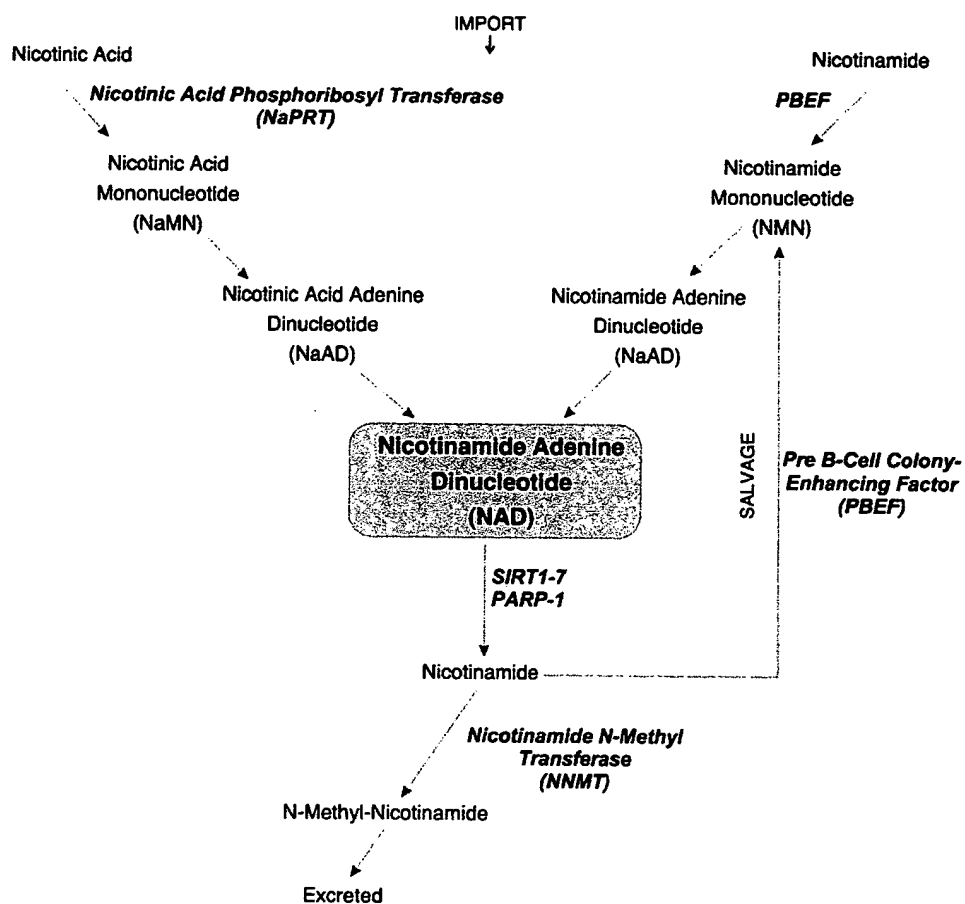 IMPORT
Nicotinic Acid
Nicotinamide
Nicotinic Acid Phosphoribosyl Transferase
(NaPRT)
PBEF
Nicotinic Acid
Mononucleotide
(NaMN)
Nicotinamide
Mononucleotide
(NMN)
Nicotinic Acid Adenine
Dinucleotide
(NaAD)
Nicotinamide Adenine
Dinucleotide
(NaAD)
Nicotinamide Adenine
Dinucleotide
(NAD)
SALVAGE
Pre B-Cell Colony-
Enhancing Factor
(PBEF)
SIRT1-7
PARP-1
Nicotinamide
Nicotinamide N-Methyl
Transferase
(NNMT)
N-Methyl-Nicotinamide
Excreted